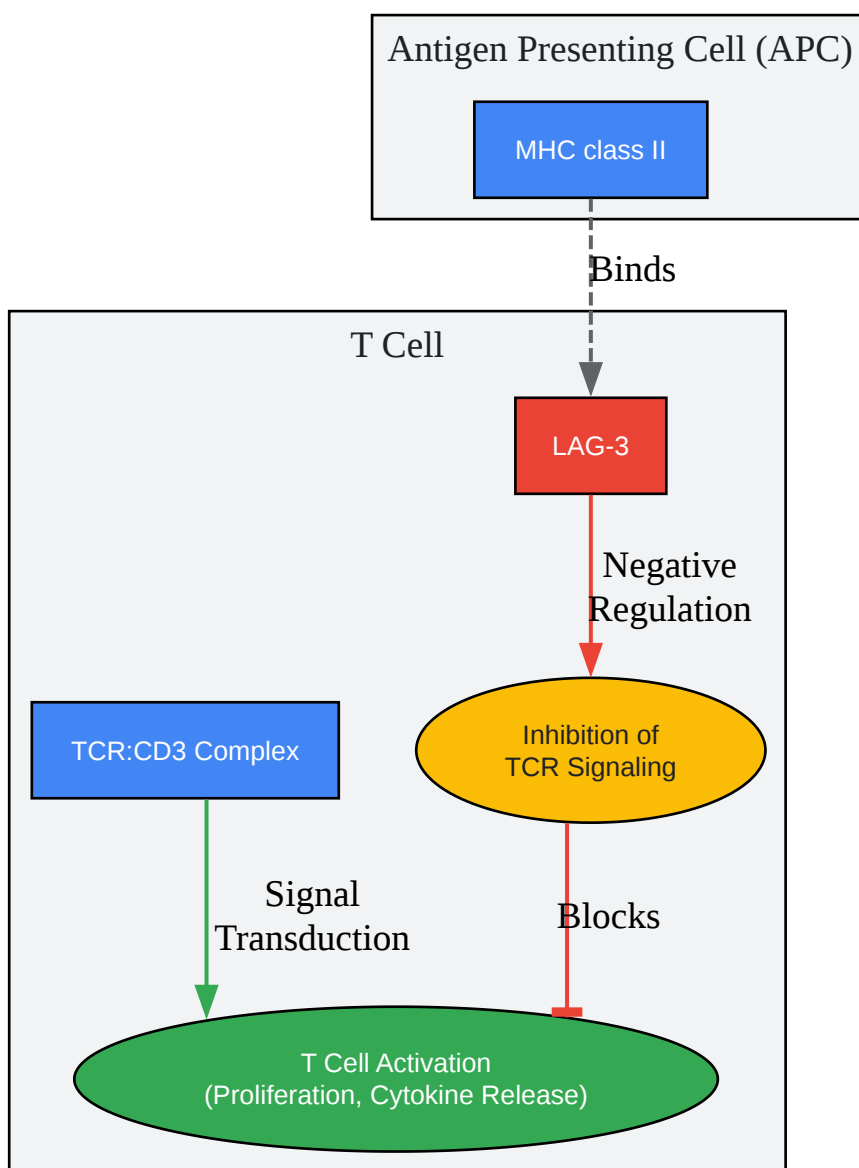 Antigen Presenting Cell (APC)
MHC class II
Binds
T Cell
LAG-3
Negative
Regulation
TCR:CD3 Complex
Inhibition of
TCR Signaling
Signal
Transduction
Blocks
T Cell Activation
(Proliferation, Cytokine Release)